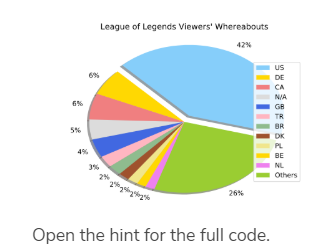 League of Legends Viewers' Whereabouts
42%
6%
6%
5%
4%
3%
2%
2%
2%
2%
26%
US
DE
CA
N/A
GB
TR
BR
DK
PL
BE
NL
Others
Open the hint for the full code.